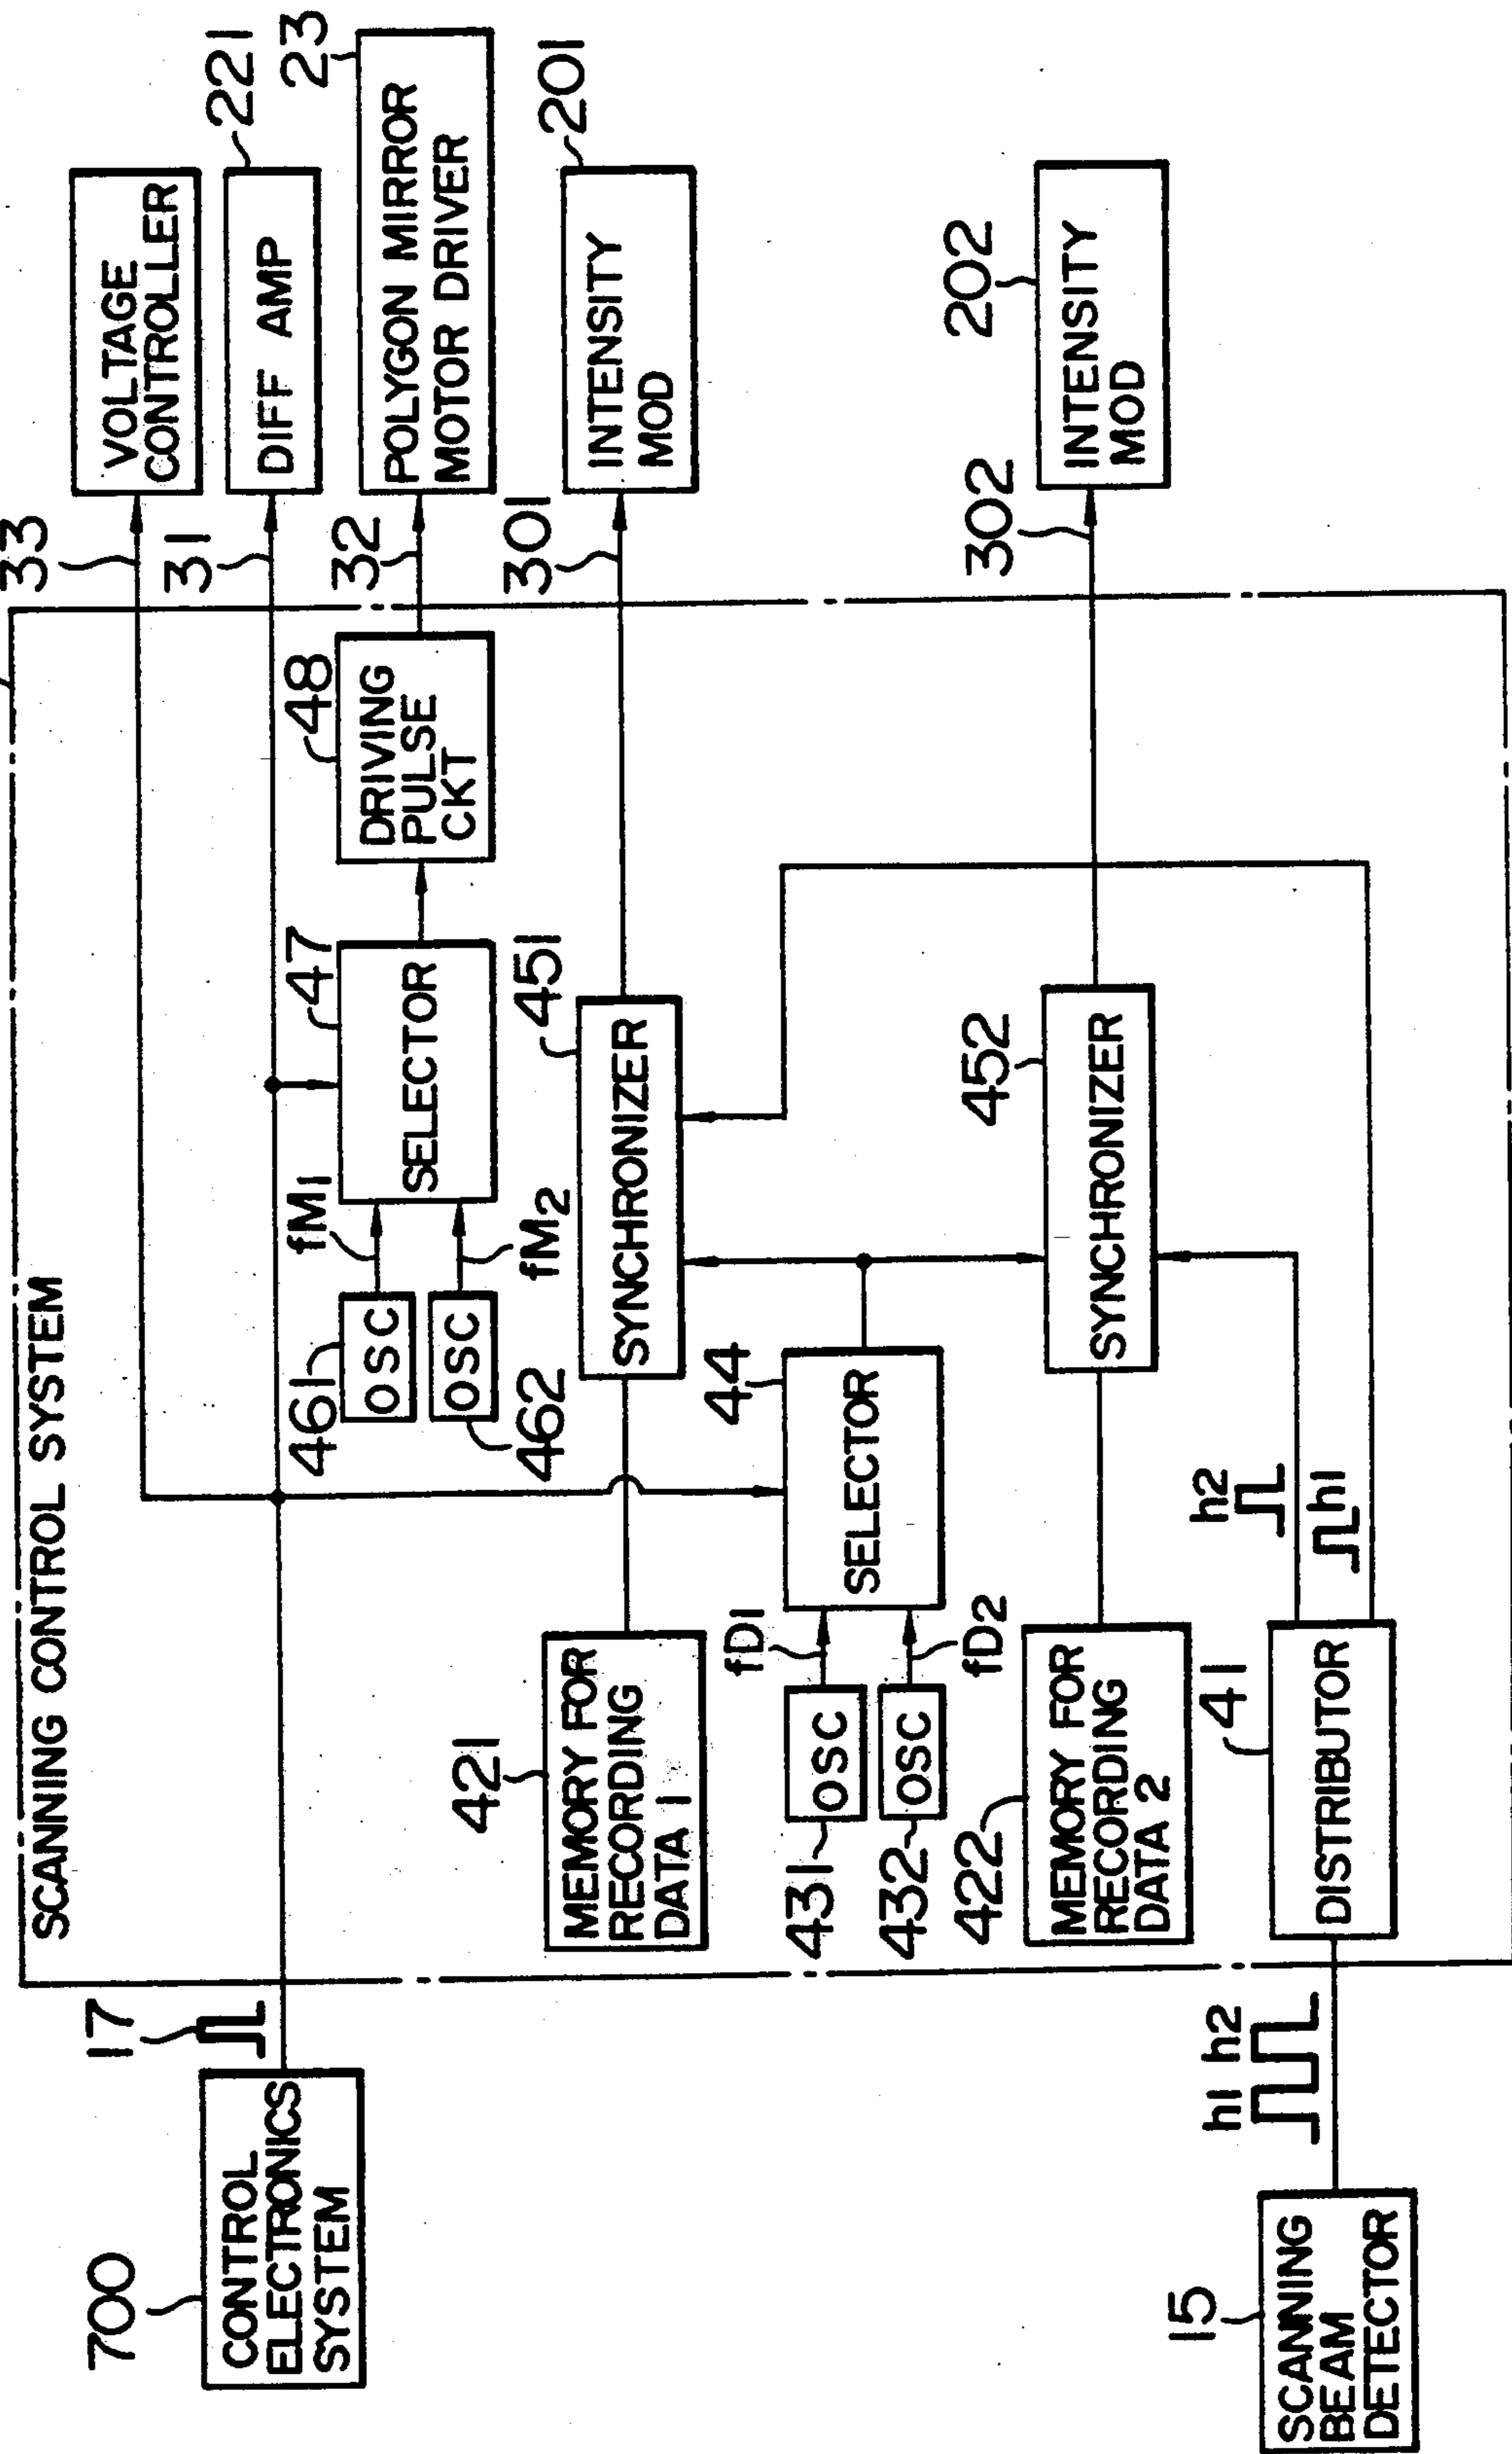 SCANNING CONTROL SYSTEM
700
CONTROL
ELECTRONICS
SYSTEM
17
33
VOLTAGE
CONTROLLER
31
221
DIFF AMP
461
OSC
fM1
462
OSC
fM2
47
SELECTOR
48
DRIVING
PULSE
CKT
32
23
POLYGON MIRROR
MOTOR DRIVER
421
MEMORY FOR
RECORDING
DATA 1
451
SYNCHRONIZER
301
201
INTENSITY
MOD
431
OSC
fD1
432
OSC
fD2
44
SELECTOR
422
MEMORY FOR
RECORDING
DATA 2
452
SYNCHRONIZER
302
202
INTENSITY
MOD
15
SCANNING
BEAM
DETECTOR
h1 h2
41
DISTRIBUTOR
h2
h1